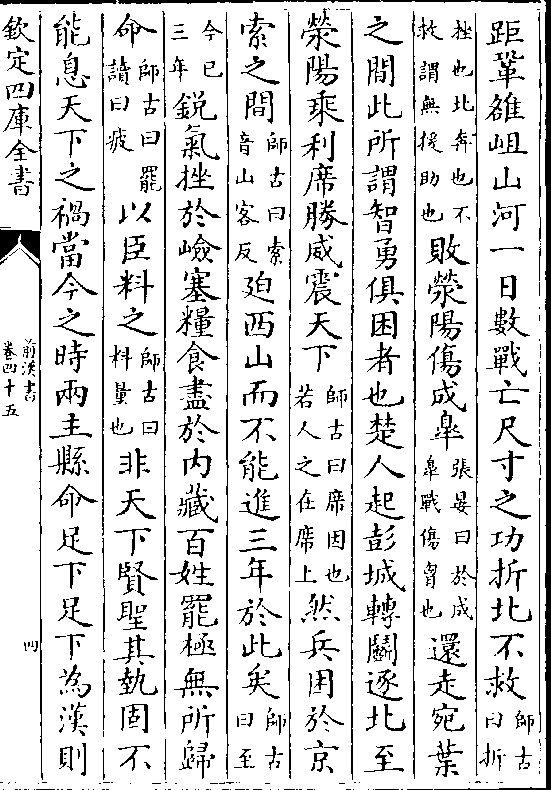 距鞏雒岨山河一日數戰亡尺寸之功折北不救師古曰折
挫也北奔也不救謂無援助也敗滎陽傷成皐張晏曰於成皐戰傷胷也還走宛葉
之間此所謂智勇俱困者也楚人起彭城轉鬭逐北至
滎陽乘利席勝威震天下師古曰席因也若人之在席上然兵困於京
索之間師古曰索音山客反廹西山而不能進三年於此矣師古曰至
今已三年銳氣挫於嶮塞糧食盡於內藏百姓罷極無所歸
命師古曰罷讀曰疲以臣料之師古曰料量也非天下賢聖其埶固不
能息天下之禍當今之時兩主縣命足下足下為漢則
欽定四庫全書
前漢書
卷四十五
四